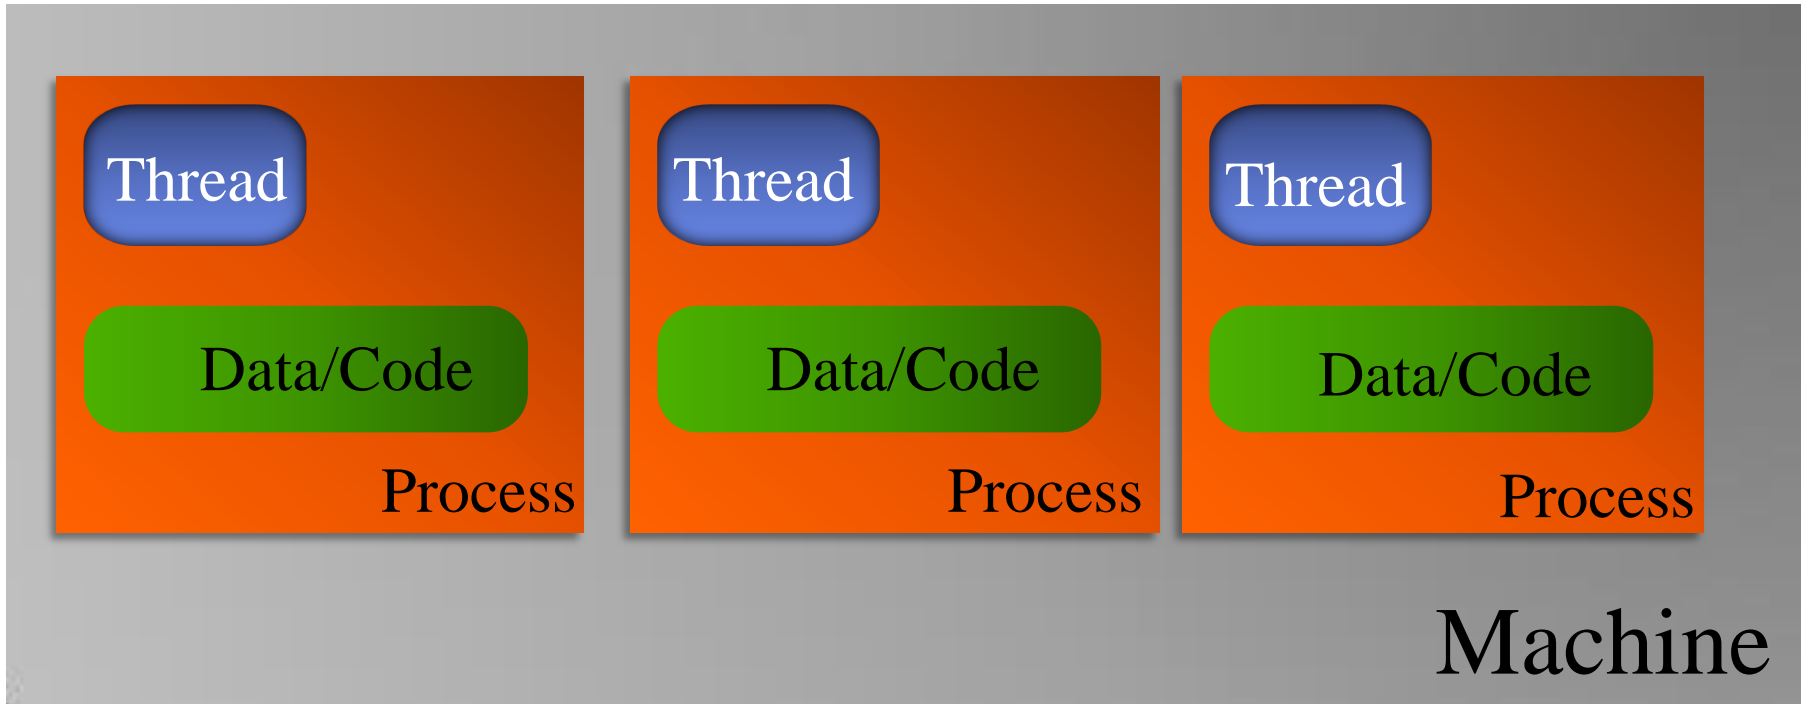 Thread
Thread
Thread
Data/Code
Data/Code
Data/Code
Process
Process
Process
Machine